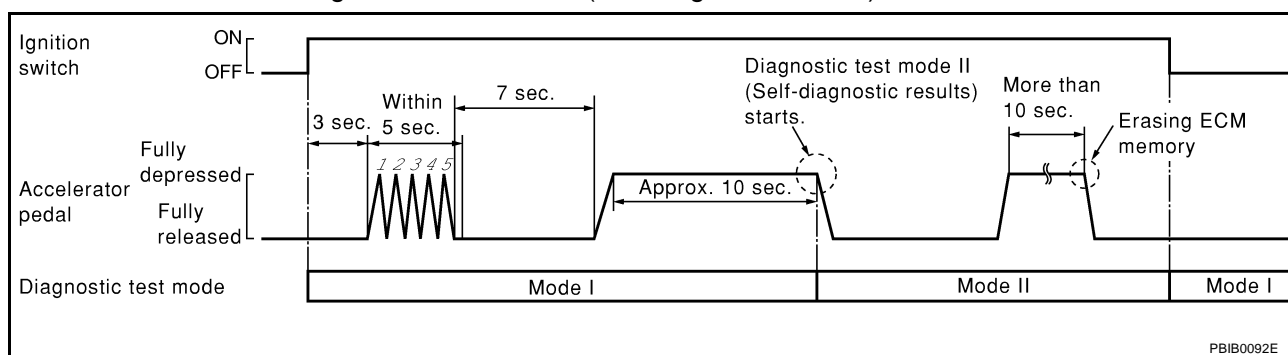 Ignition
switch
ON
OFF
3 sec.
Within
5 sec.
7 sec.
Diagnostic test mode II
(Self-diagnostic results)
starts.
More than
10 sec.
Erasing ECM
memory
Accelerator
pedal
Fully
depressed
Fully
released
1 2 3 4 5
Approx. 10 sec.
Diagnostic test mode
Mode I
Mode II
Mode I
PBIB0092E